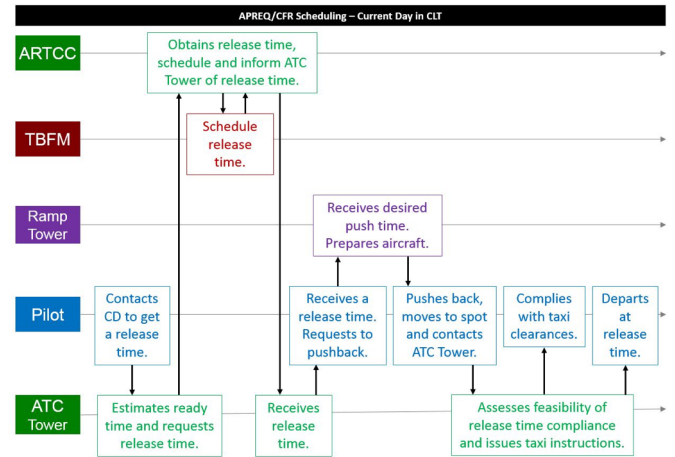 APREQ/CFR Scheduling – Current Day in CLT
ARTCC
Obtains release time,
schedule and inform ATC
Tower of release time.
TBFM
Schedule
release
time.
Ramp
Tower
Receives desired
push time.
Prepares aircraft.
Pilot
Contacts
CD to get
a release
time.
Receives a
release time.
Requests to
pushback.
Pushes back,
moves to spot
and contacts
ATC Tower.
Complies
with taxi
clearances.
Departs
at
release
time.
ATC
Tower
Estimates ready
time and requests
release time.
Receives
release
time.
Assesses feasibility of
release time compliance
and issues taxi instructions.